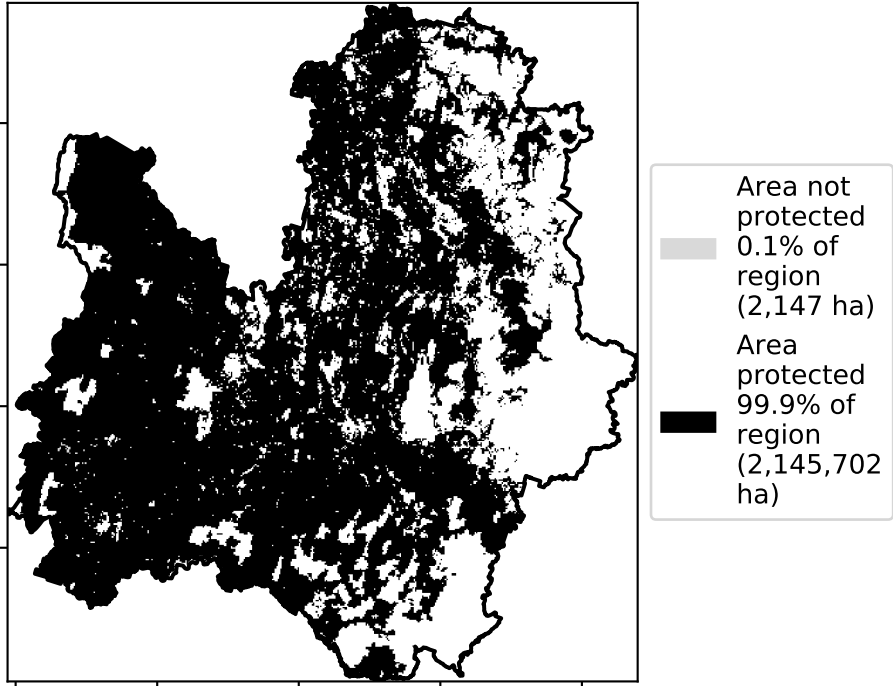 Area not
protected
0.1% of
region
(2,147 ha)
Area
protected
99.9% of
region
(2,145,702
ha)